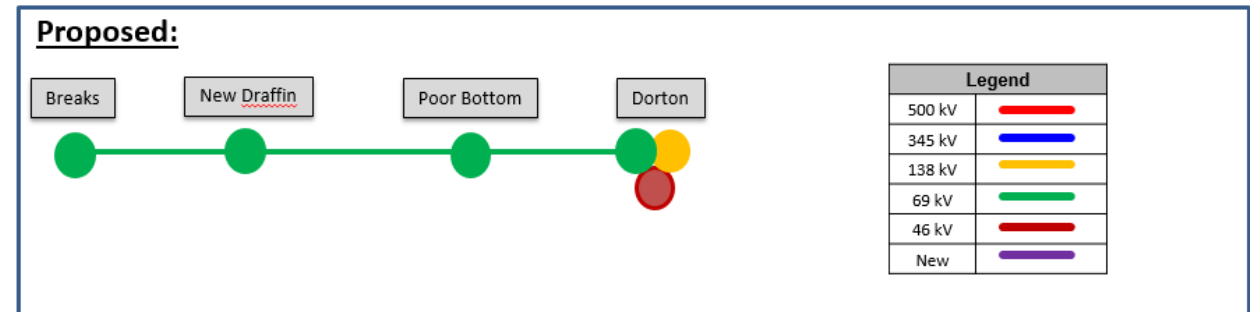 Proposed:
Breaks
New Draffin
Poor Bottom
Dorton
Legend
500 kV
345 kV
138 kV
69 kV
46 kV
New